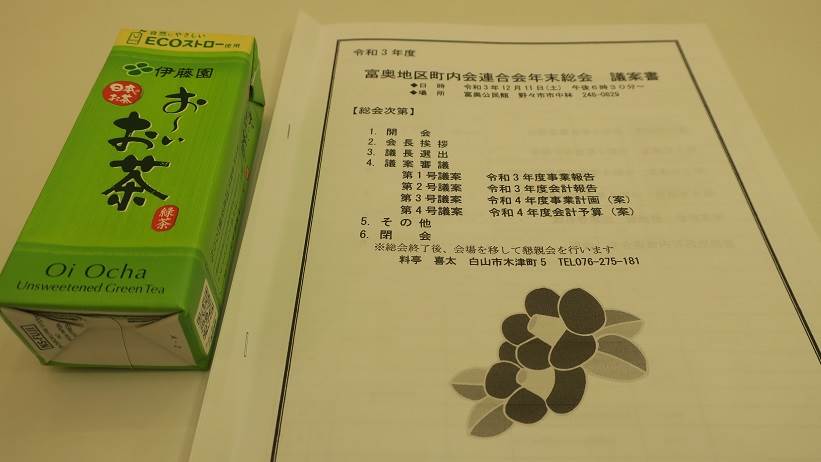 自然にやさしい
ECOストロー使用
伊藤園
日本の
お茶
お～い
お茶
緑茶
Oi Ocha
Unsweetened Green Tea
令和3年度
富奥地区町内会連合会年末総会 議案書
◆日 時 令和3年12月11日(土) 午後6時30分～
◆場 所 富奥公民館 野々市市中林 246-0629
【総会次第】
1. 開 会
2. 会長挨拶
3. 議長選出
4. 議案審議
第1号議案 令和3年度事業報告
第2号議案 令和3年度会計報告
第3号議案 令和4年度事業計画(案)
第4号議案 令和4年度会計予算(案)
5. その他
6. 閉 会
※総会終了後、会場を移して懇親会を行います
料亭 喜太 白山市木津町5 TEL076-275-181